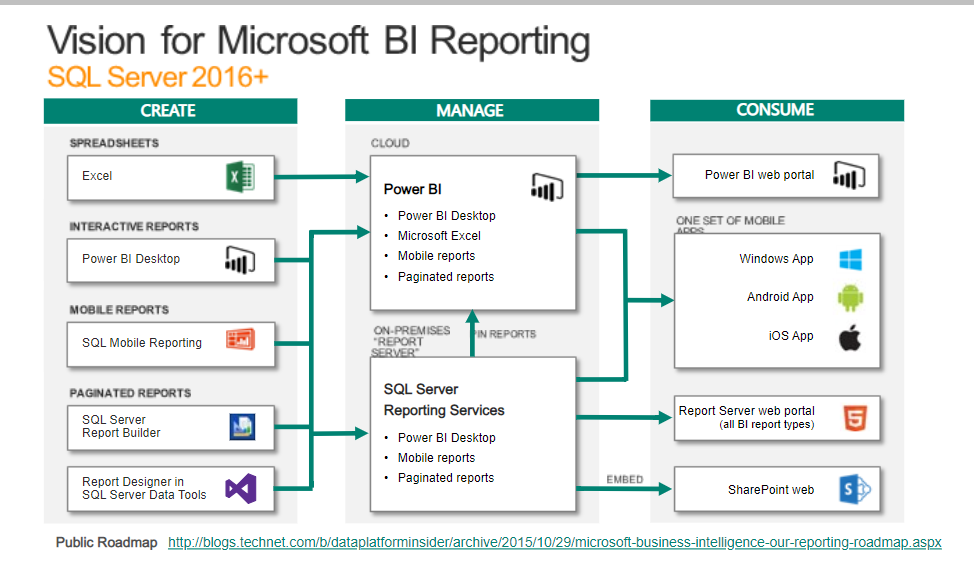 Vision for Microsoft BI Reporting
SQL Server 2016+
CREATE
SPREADSHEETS
Excel
INTERACTIVE REPORTS
Power BI Desktop
MOBILE REPORTS
SQL Mobile Reporting
PAGINATED REPORTS
SQL Server
Report Builder
Report Designer in
SQL Server Data Tools
MANAGE
CLOUD
Power BI
• Power BI Desktop
• Microsoft Excel
• Mobile reports
• Paginated reports
ON-PREMISES
"REPORT
SERVER"
PIN REPORTS
SQL Server
Reporting Services
• Power BI Desktop
• Mobile reports
• Paginated reports
EMBED
CONSUME
Power BI web portal
ONE SET OF MOBILE
APPS
Windows App
Android App
iOS App
Report Server web portal
(all BI report types)
SharePoint web
Public Roadmap http://blogs.technet.com/b/dataplatforminsider/archive/2015/10/29/microsoft-business-intelligence-our-reporting-roadmap.aspx